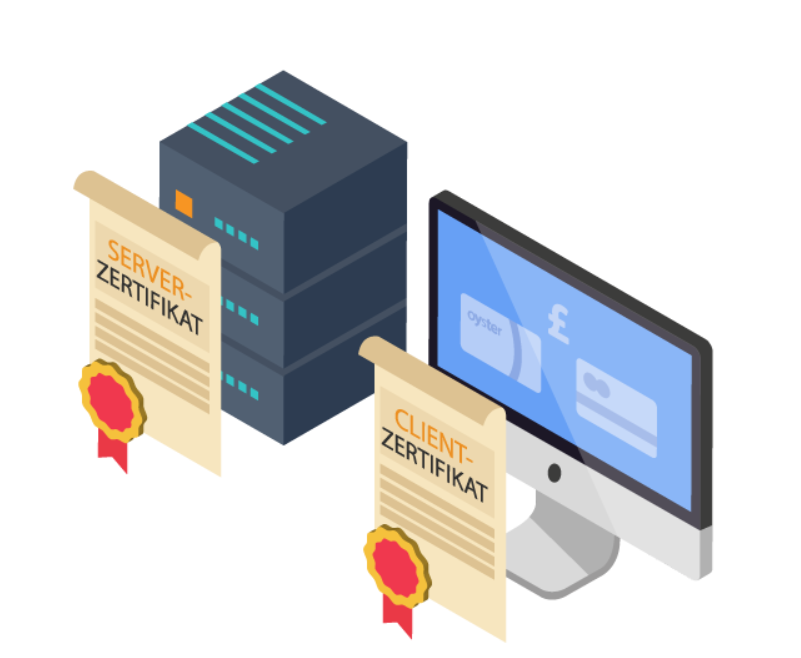 SERVER-
ZERTIFIKAT
oyster
£
CLIENT-
ZERTIFIKAT